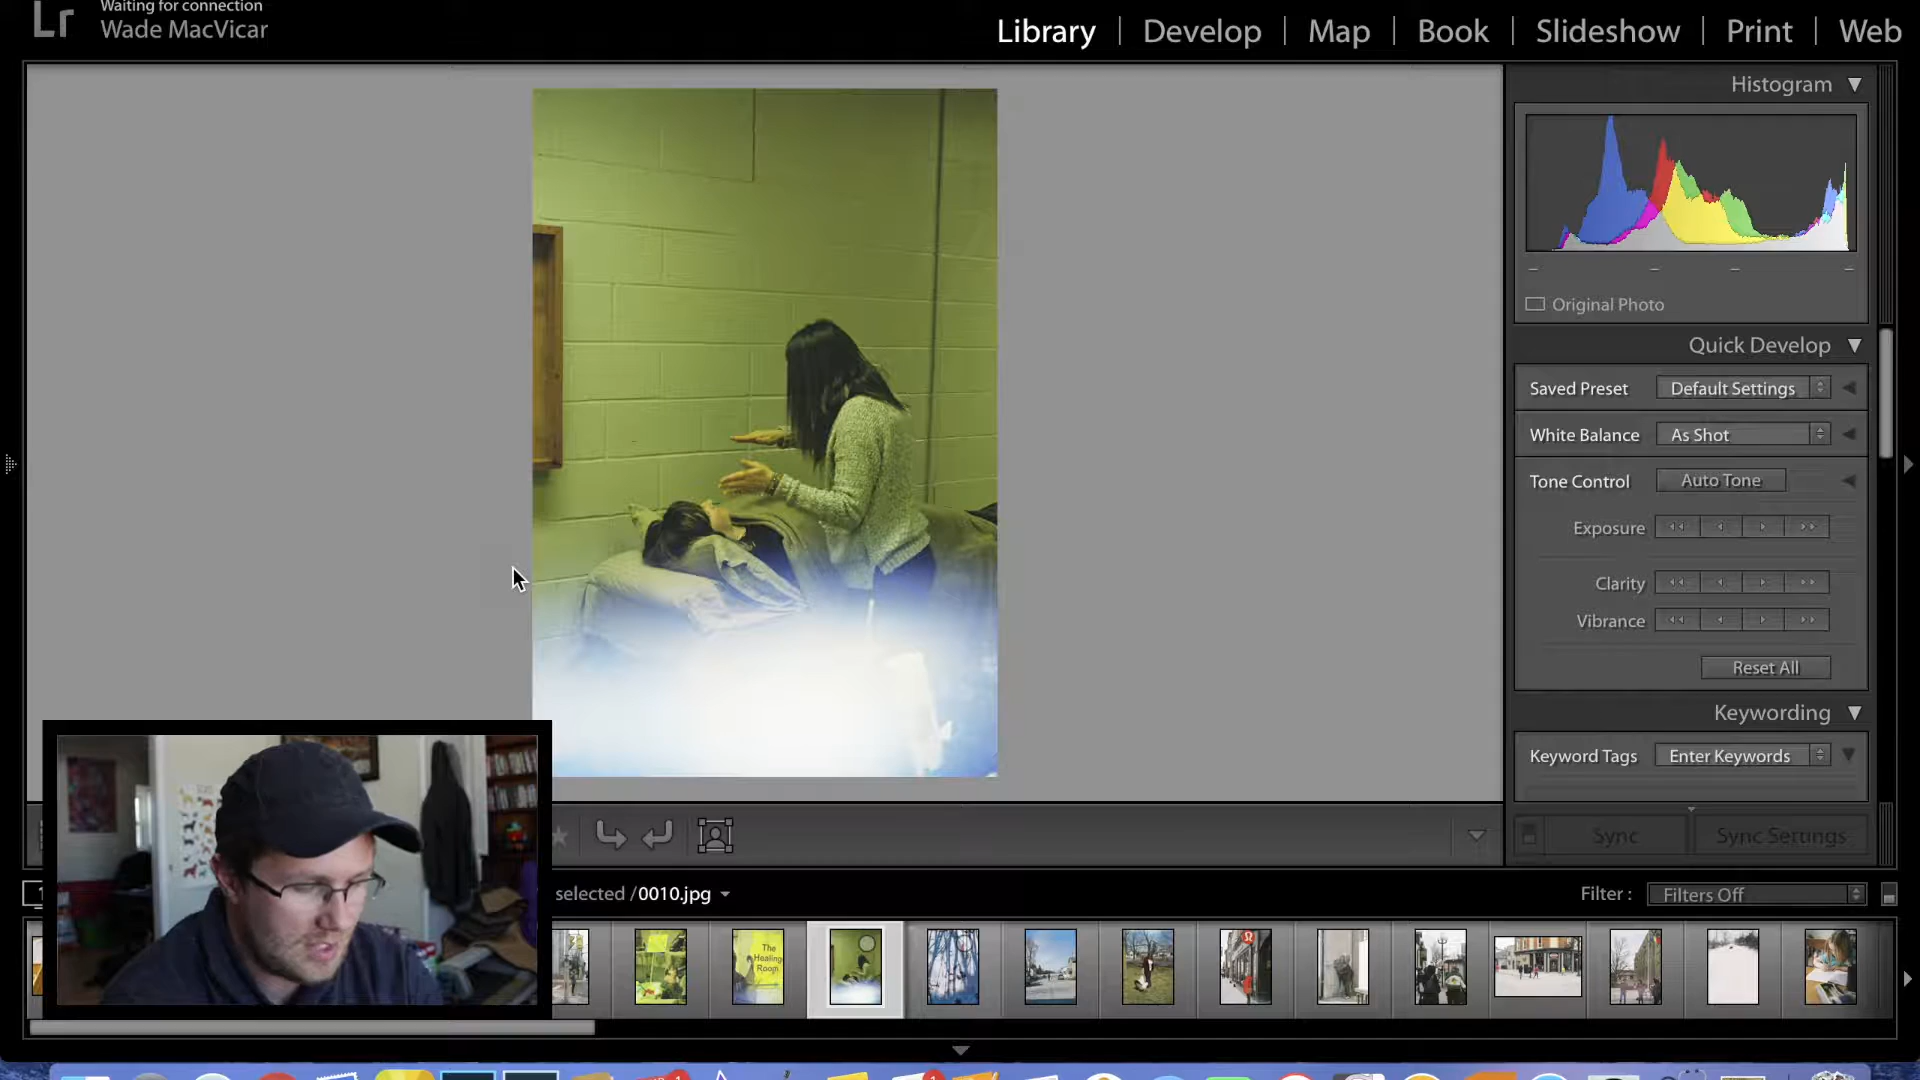 Lr
Waiting for connection
Wade MacVicar
Library | Develop | Map | Book | Slideshow | Print | Web
Histogram
Original Photo
Quick Develop
Saved Preset Default Settings
White Balance As Shot
Tone Control Auto Tone
Exposure
Clarity
Vibrance
Reset All
Keywording
Keyword Tags Enter Keywords
Sync Sync Settings
selected /0010.jpg
Filter : Filters Off
The
Healing
Room